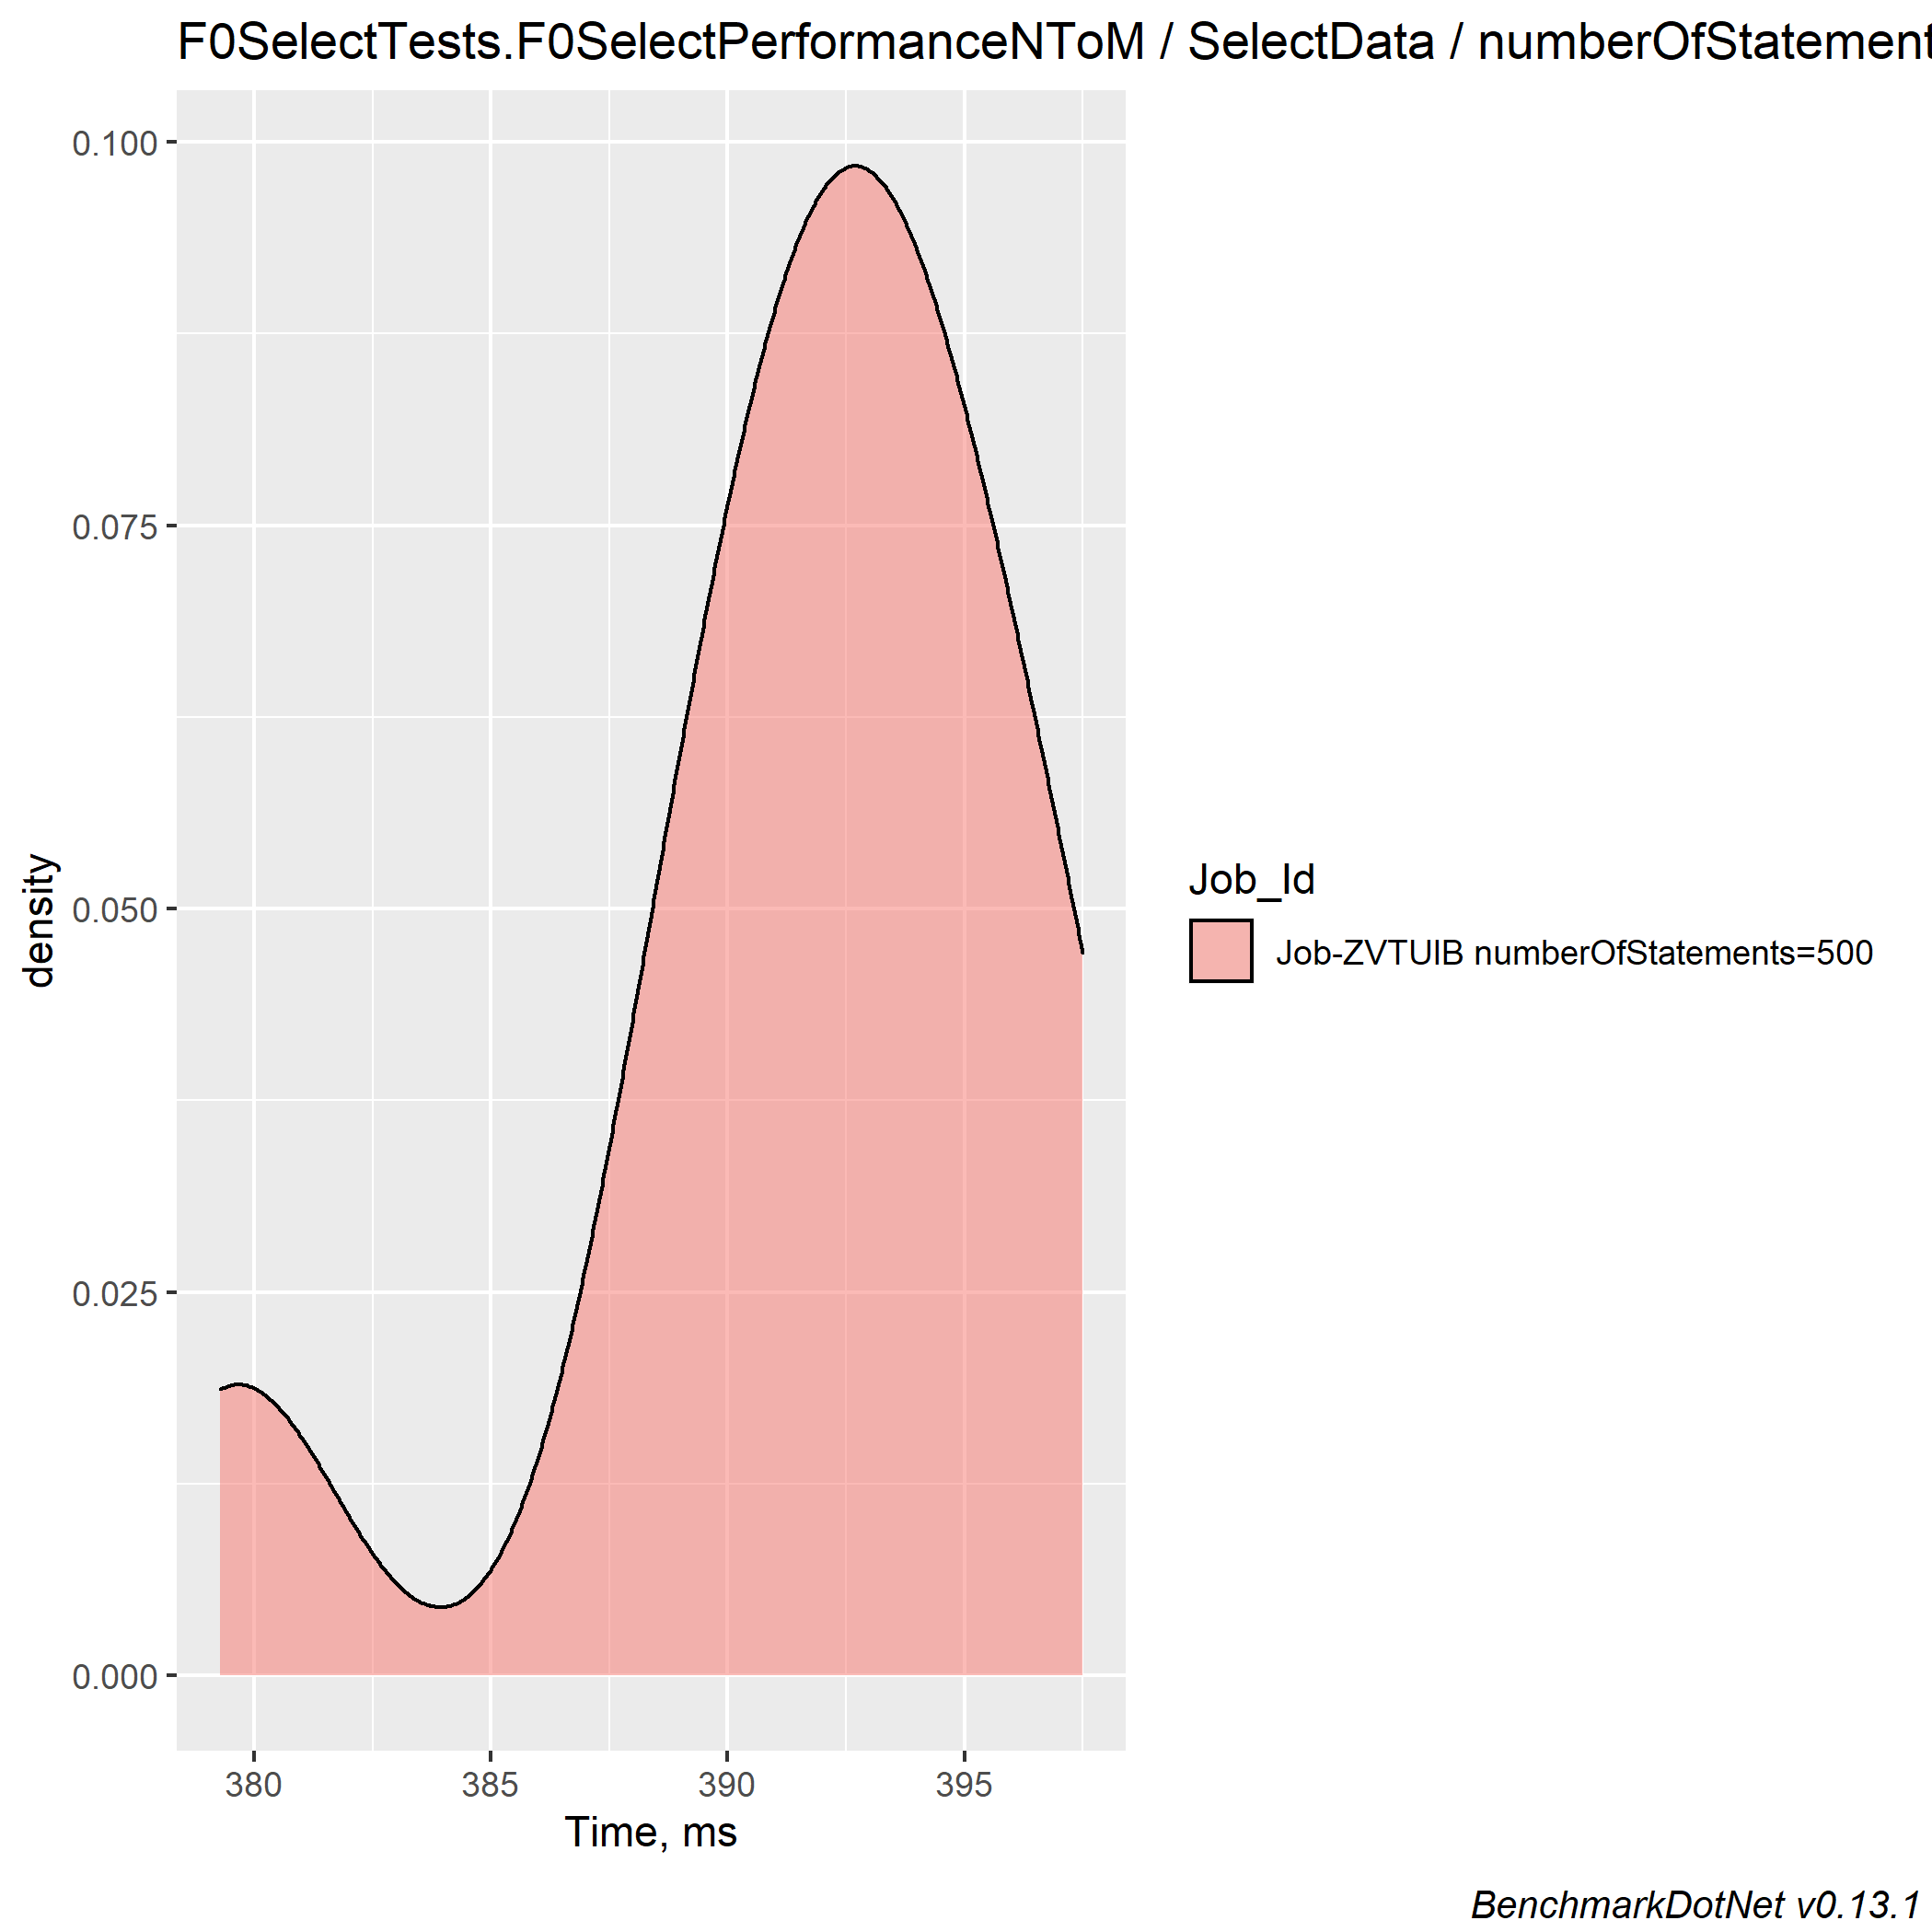 F0SelectTests.F0SelectPerformanceNToM / SelectData / numberOfStatement
0.100
0.075
0.050
0.025
0.000
density
380 385 390 395
Time, ms
Job_Id
Job-ZVTUIB numberOfStatements=500
BenchmarkDotNet v0.13.1